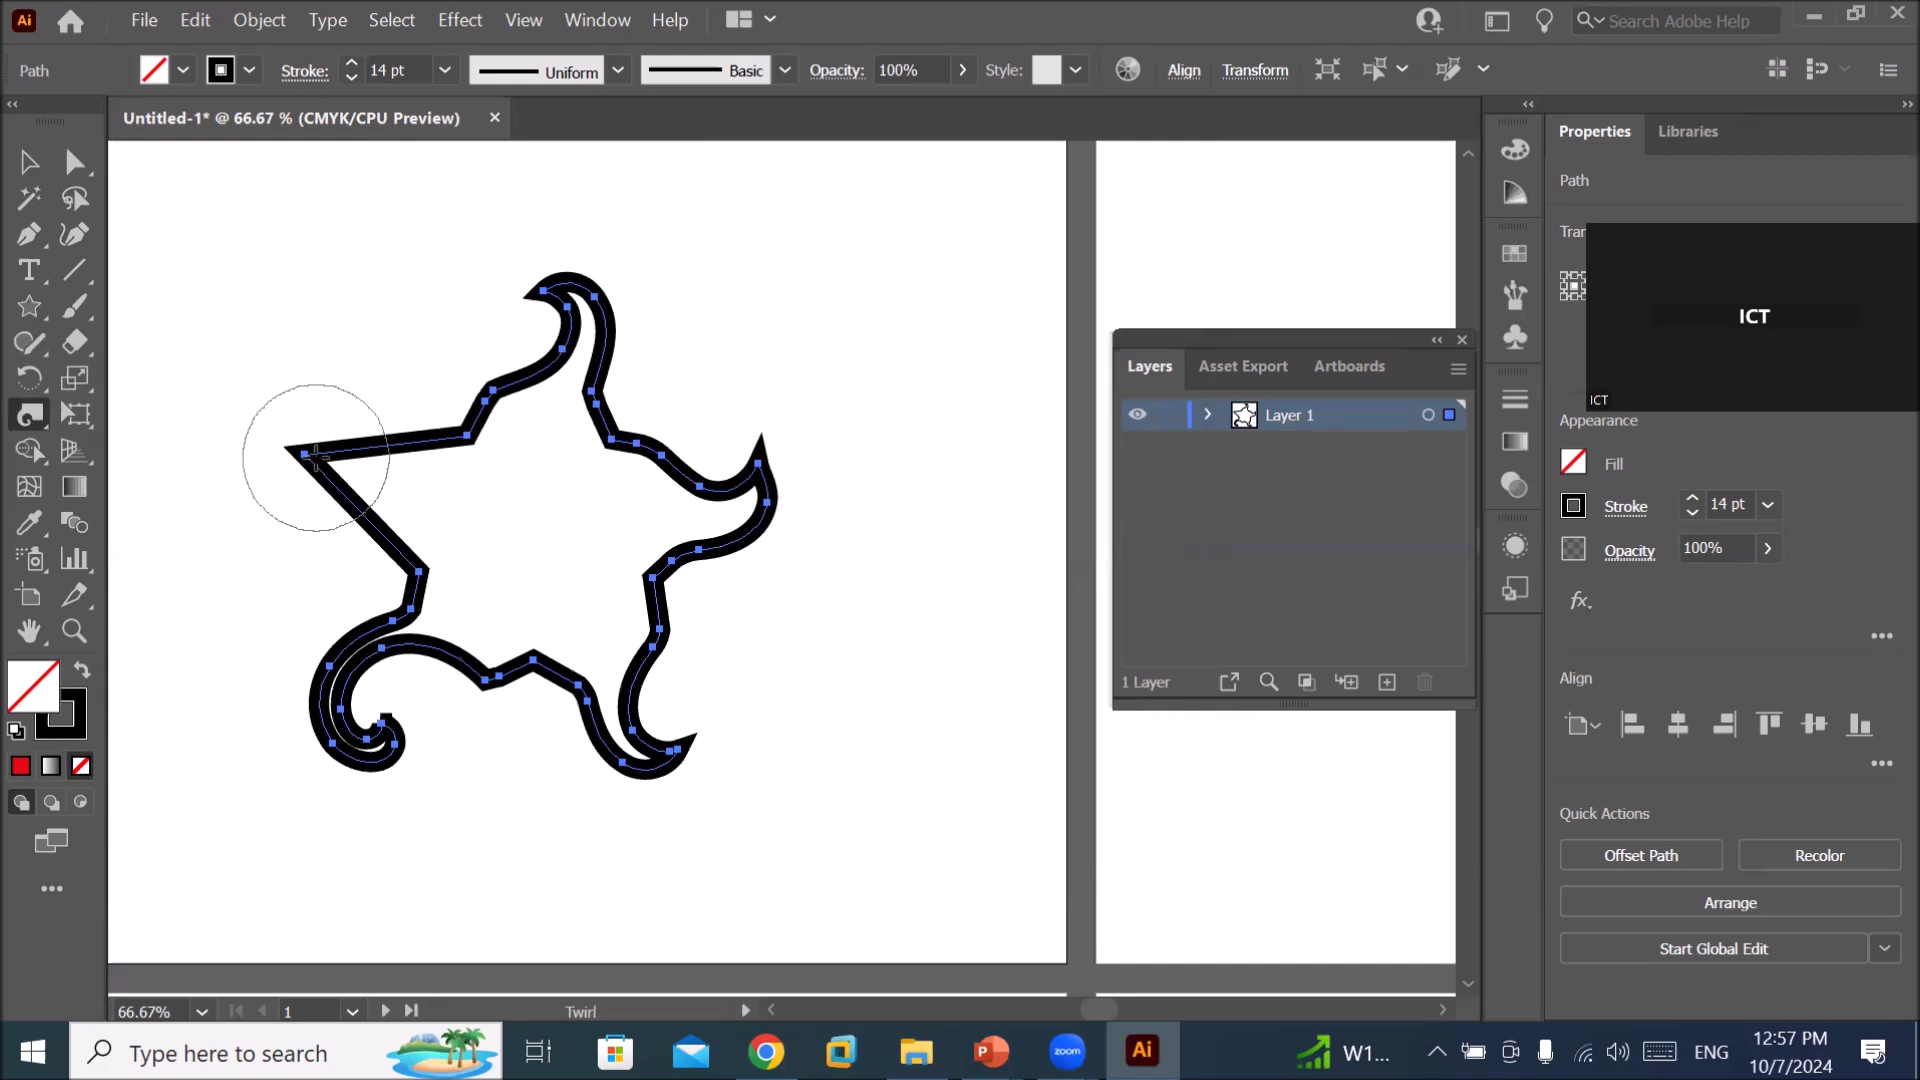 Ai File Edit Object Type Select Effect View Window Help Search Adobe Help
Path Stroke: 14 pt Uniform Basic Opacity: 100% Style: Align Transform
Untitled-1* @ 66.67 % (CMYK/CPU Preview)
Properties Libraries
Path
Tran
ICT
ICT
Layers Asset Export Artboards
Layer 1
1 Layer
Appearance
Fill
Stroke 14 pt
Opacity 100%
fx.
Align
Quick Actions
Offset Path Recolor
Arrange
Start Global Edit
66.67% 1 Twirl
Type here to search zoom Ai W1... ENG 12:57 PM
10/7/2024